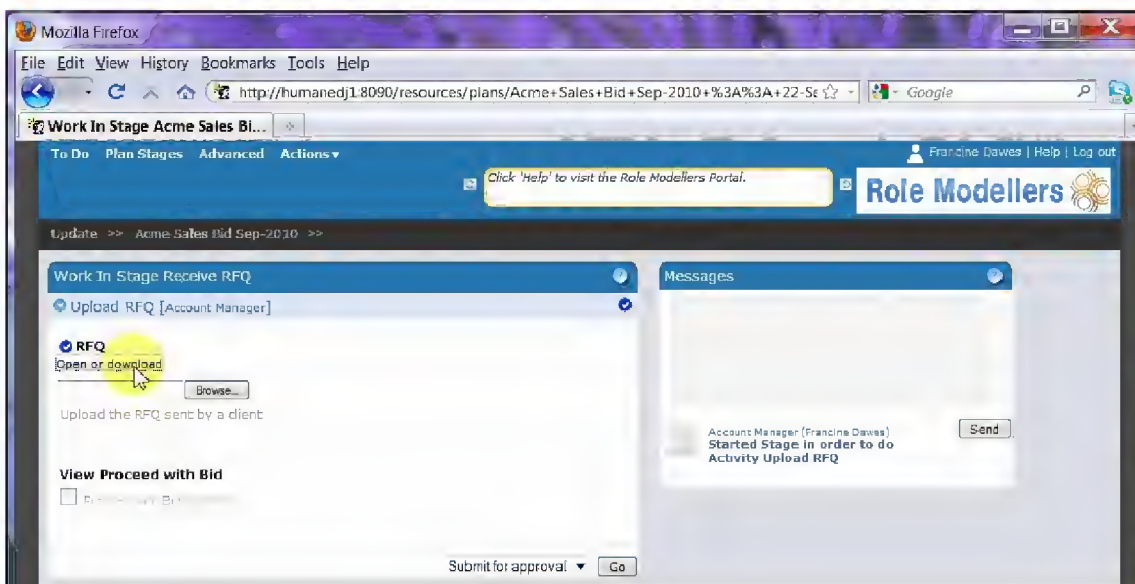 Mozilla Firefox
File Edit View History Bookmarks Tools Help
http://humanedj1:8090/resources/plans/Acme+Sales+Bid+Sep-2010+%3A%3A+22-Se
Google
Work In Stage Acme Sales Bi...
To Do Plan Stages Advanced Actions
Francine Dawes | Help | Log out
Click 'Help' to visit the Role Modellers Portal.
Role Modellers
Update >> Acme Sales Bid Sep-2010 >>
Work In Stage Receive RFQ
Messages
Upload RFQ [Account Manager]
RFQ
Open or download
Browse...
Upload the RFQ sent by a client
Account Manager (Francine Dawes)
Send
Started Stage in order to do
Activity Upload RFQ
View Proceed with Bid
Submit for approval
Go